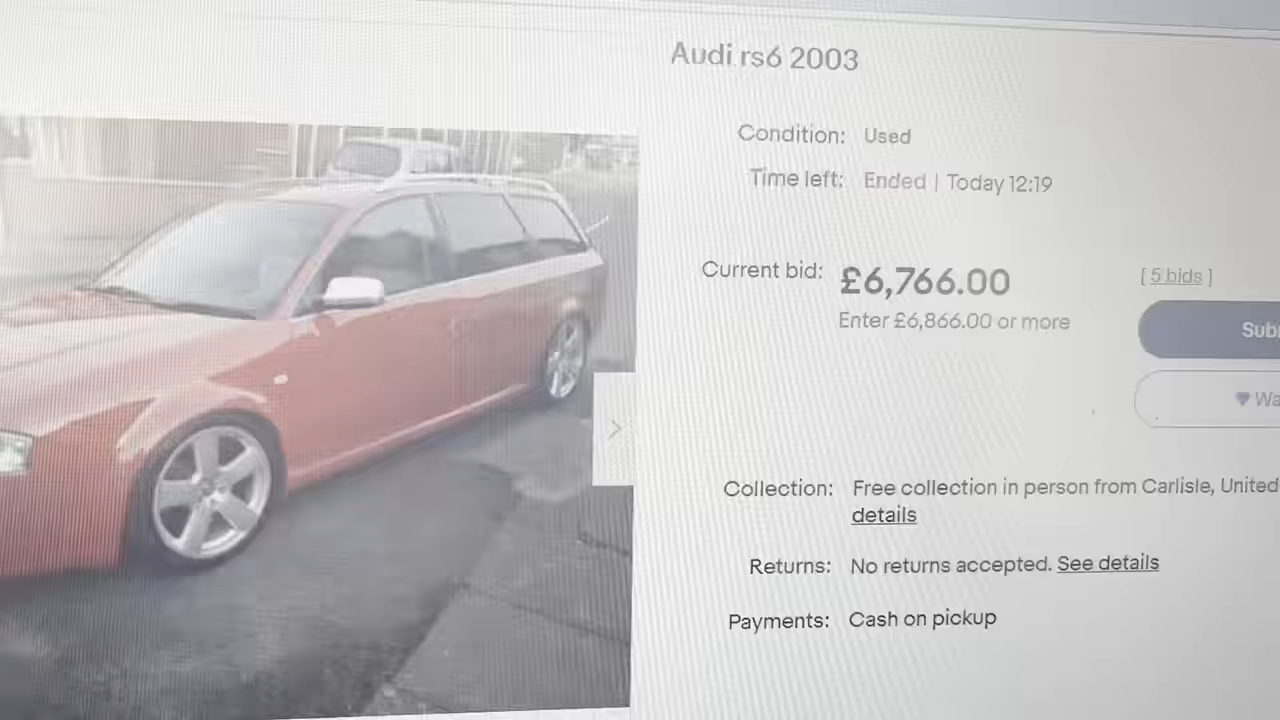 Audi rs6 2003
Condition: Used
Time left: Ended | Today 12:19
Current bid: £6,766.00 [ 5 bids ]
Enter £6,866.00 or more
Collection: Free collection in person from Carlisle, United
details
Returns: No returns accepted. See details
Payments: Cash on pickup